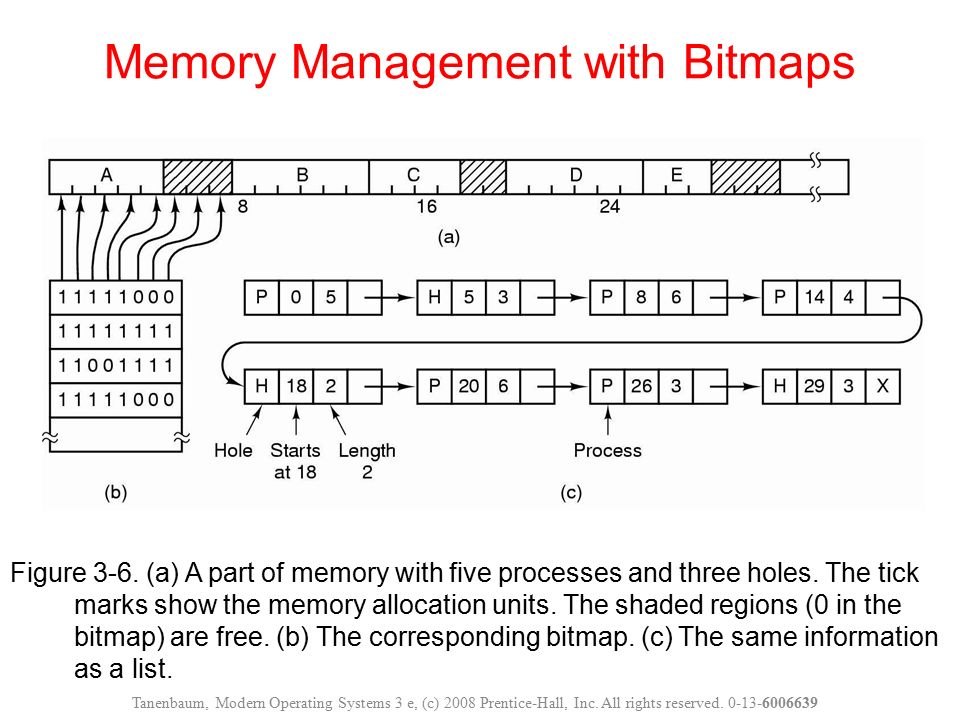 Memory Management with Bitmaps
A B C D E
8 16 24
(a)
1 1 1 1 1 0 0 0
1 1 1 1 1 1 1 1
1 1 0 0 1 1 1 1
1 1 1 1 1 0 0 0
(b)
P 0 5 H 5 3 P 8 6 P 14 4
H 18 2 P 20 6 P 26 3 H 29 3 X
Hole Starts Length Process
at 18 2
(c)
Figure 3-6. (a) A part of memory with five processes and three holes. The tick
marks show the memory allocation units. The shaded regions (0 in the
bitmap) are free. (b) The corresponding bitmap. (c) The same information
as a list.
Tanenbaum, Modern Operating Systems 3 e, (c) 2008 Prentice-Hall, Inc. All rights reserved. 0-13-6006639